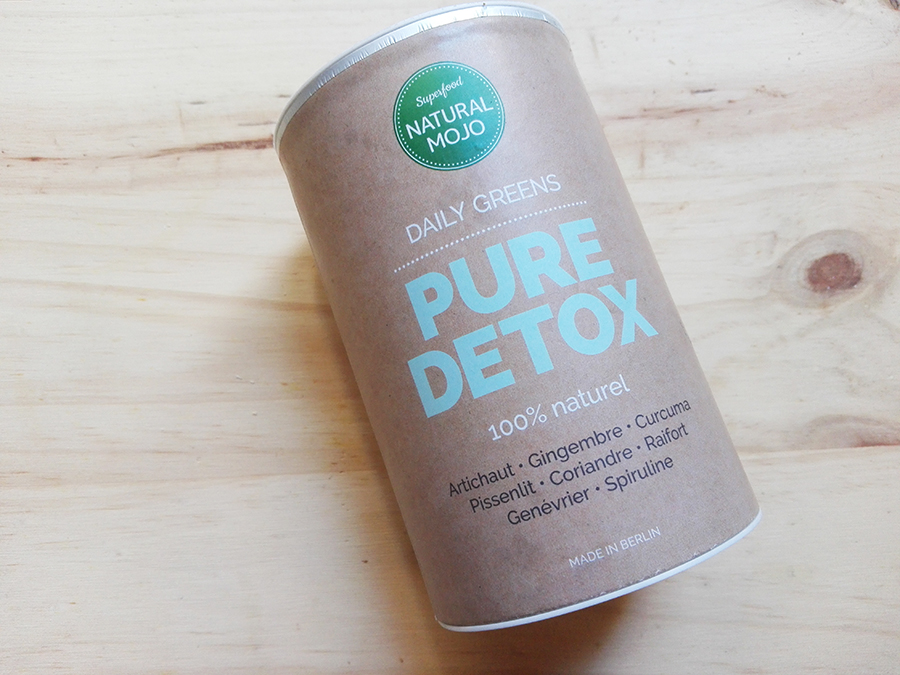 Superfood
NATURAL
MOJO
DAILY GREENS
PURE
DETOX
100% naturel
Artichaut • Gingembre • Curcuma
Pissenlit • Coriandre • Raifort
Genévrier • Spiruline
MADE IN BERLIN